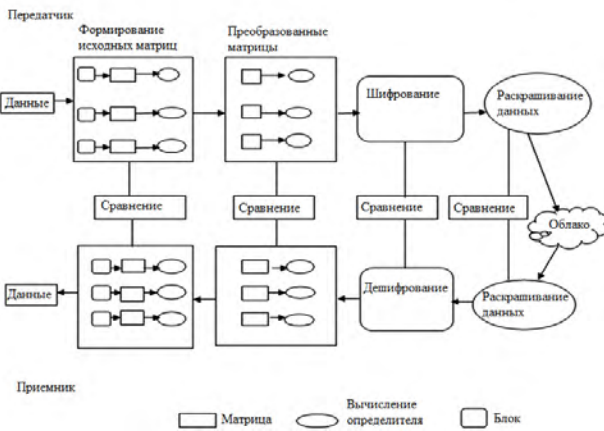 Передатчик
Формирование
исходных матриц
Преобразованные
матрицы
Данные
Шифрование
Раскрашивание
данных
Сравнение
Сравнение
Сравнение
Сравнение
Облако
Данные
Дешифрование
Раскрашивание
данных
Приемник
Матрица
Вычисление
определителя
Блок